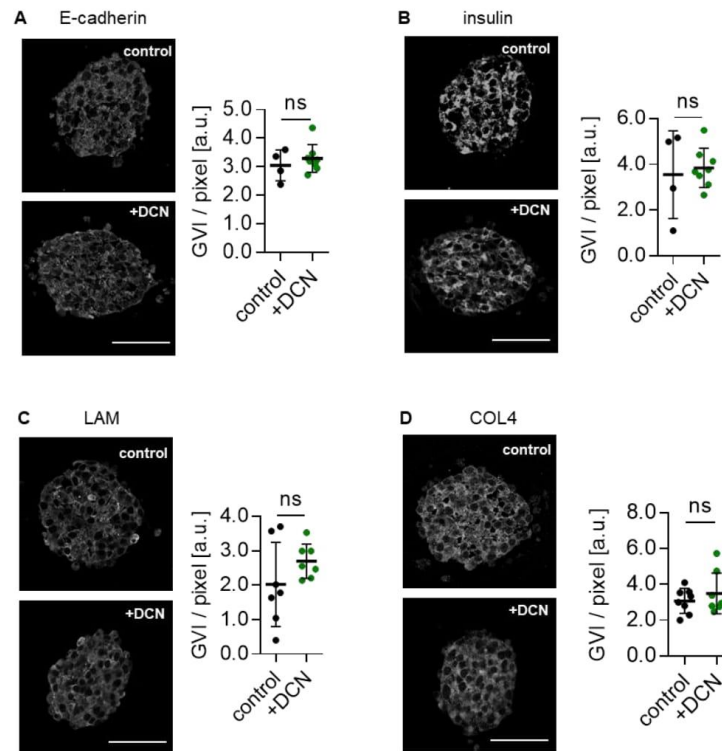 A E-cadherin
control
+DCN
GVI / pixel [a.u.]
5.0
4.0
3.0
2.0
1.0
0.0
ns
control
+DCN
B insulin
control
+DCN
GVI / pixel [a.u.]
6.0
4.0
2.0
0.0
ns
control
+DCN
C LAM
control
+DCN
GVI / pixel [a.u.]
4.0
3.0
2.0
1.0
0.0
ns
control
+DCN
D COL4
control
+DCN
GVI / pixel [a.u.]
8.0
6.0
4.0
2.0
0.0
ns
control
+DCN